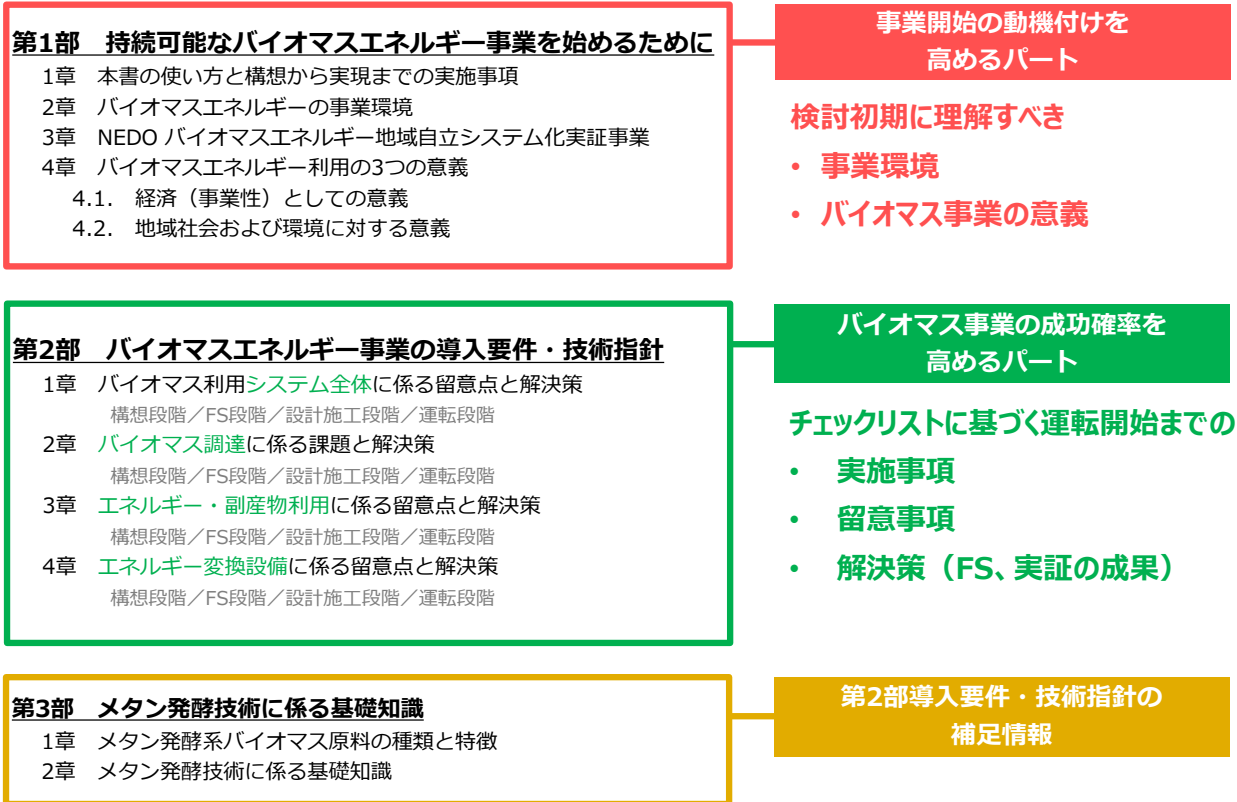 第1部　持続可能なバイオマスエネルギー事業を始めるために
1章　本書の使い方と構想から実現までの実施事項
2章　バイオマスエネルギーの事業環境
3章　NEDO バイオマスエネルギー地域自立システム化実証事業
4章　バイオマスエネルギー利用の3つの意義
4.1.　経済（事業性）としての意義
4.2.　地域社会および環境に対する意義
事業開始の動機付けを
高めるパート
検討初期に理解すべき
• 事業環境
• バイオマス事業の意義
第2部　バイオマスエネルギー事業の導入要件・技術指針
1章　バイオマス利用システム全体に係る留意点と解決策
構想段階／FS段階／設計施工段階／運転段階
2章　バイオマス調達に係る課題と解決策
構想段階／FS段階／設計施工段階／運転段階
3章　エネルギー・副産物利用に係る留意点と解決策
構想段階／FS段階／設計施工段階／運転段階
4章　エネルギー変換設備に係る留意点と解決策
構想段階／FS段階／設計施工段階／運転段階
バイオマス事業の成功確率を
高めるパート
チェックリストに基づく運転開始までの
• 実施事項
• 留意事項
• 解決策（FS、実証の成果）
第3部　メタン発酵技術に係る基礎知識
1章　メタン発酵系バイオマス原料の種類と特徴
2章　メタン発酵技術に係る基礎知識
第2部導入要件・技術指針の
補足情報